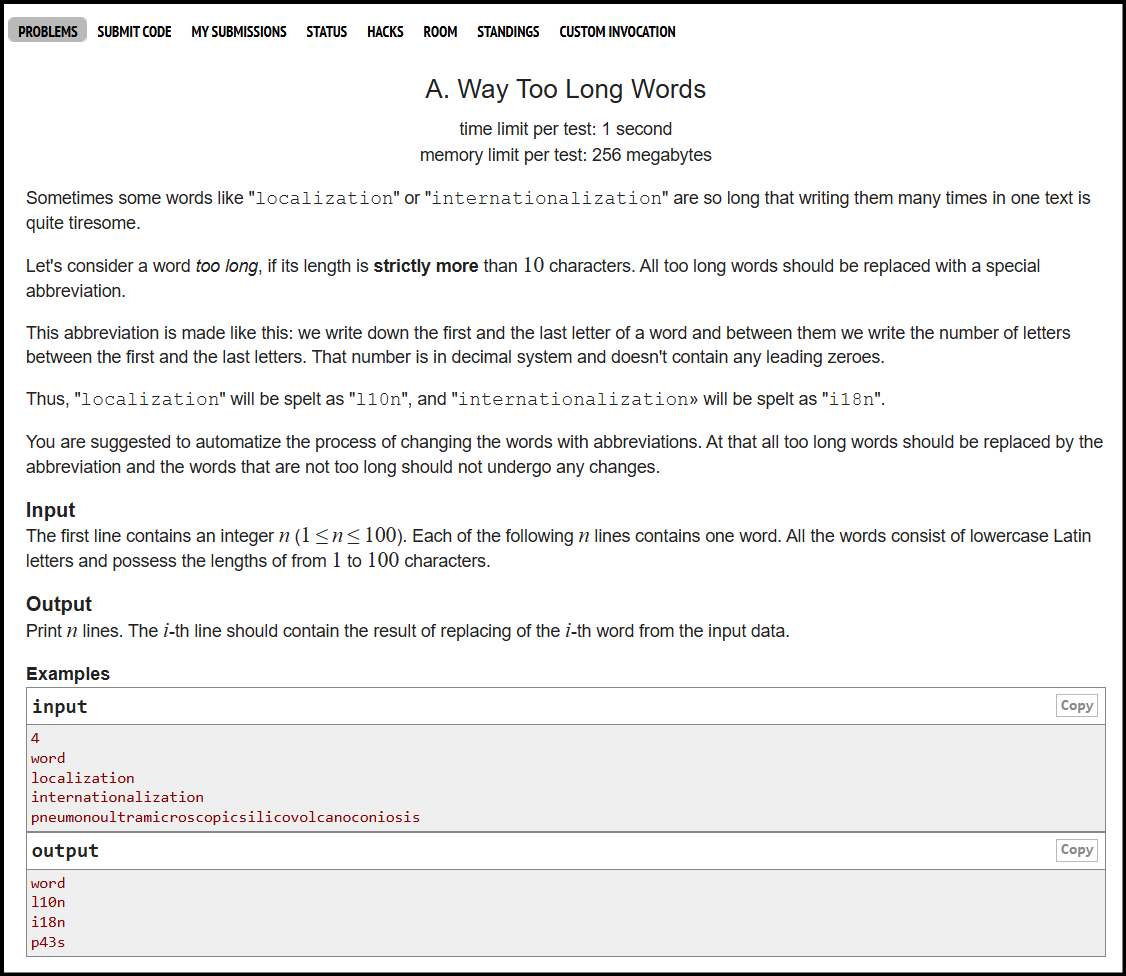 PROBLEMS SUBMIT CODE MY SUBMISSIONS STATUS HACKS ROOM STANDINGS CUSTOM INVOCATION
A. Way Too Long Words
time limit per test: 1 second
memory limit per test: 256 megabytes
Sometimes some words like "localization" or "internationalization" are so long that writing them many times in one text is
quite tiresome.
Let's consider a word too long, if its length is strictly more than 10 characters. All too long words should be replaced with a special
abbreviation.
This abbreviation is made like this: we write down the first and the last letter of a word and between them we write the number of letters
between the first and the last letters. That number is in decimal system and doesn't contain any leading zeroes.
Thus, "localization" will be spelt as "l10n", and "internationalization» will be spelt as "i18n".
You are suggested to automatize the process of changing the words with abbreviations. At that all too long words should be replaced by the
abbreviation and the words that are not too long should not undergo any changes.
Input
The first line contains an integer n (1 ≤ n ≤ 100). Each of the following n lines contains one word. All the words consist of lowercase Latin
letters and possess the lengths of from 1 to 100 characters.
Output
Print n lines. The i-th line should contain the result of replacing of the i-th word from the input data.
Examples
input Copy
4
word
localization
internationalization
pneumonoultramicroscopicsilicovolcanoconiosis
output Copy
word
l10n
i18n
p43s